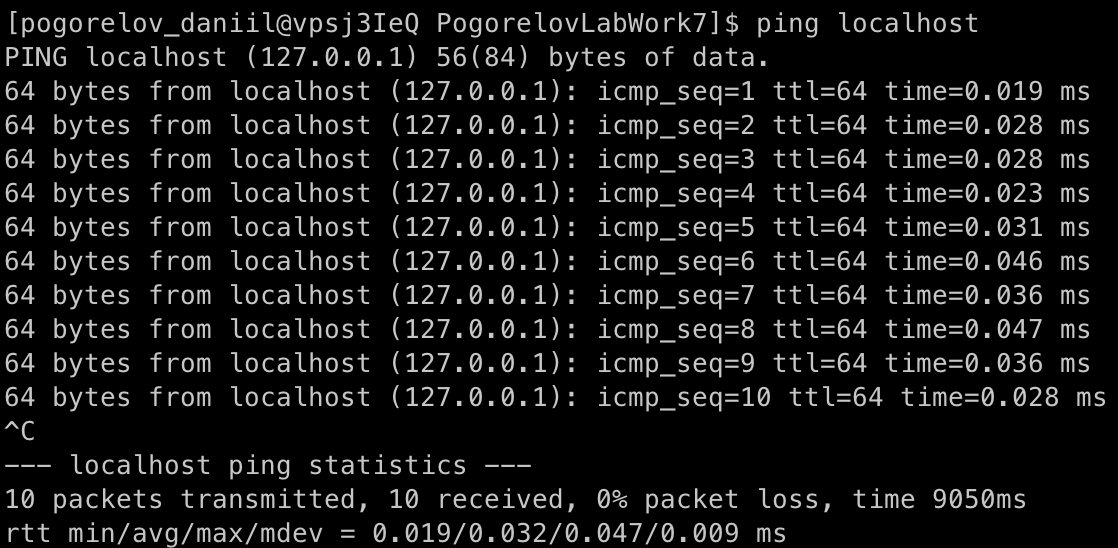 [pogorelov_daniil@vpsj3IeQ PogorelovLabWork7]$ ping localhost
PING localhost (127.0.0.1) 56(84) bytes of data.
64 bytes from localhost (127.0.0.1): icmp_seq=1 ttl=64 time=0.019 ms
64 bytes from localhost (127.0.0.1): icmp_seq=2 ttl=64 time=0.028 ms
64 bytes from localhost (127.0.0.1): icmp_seq=3 ttl=64 time=0.028 ms
64 bytes from localhost (127.0.0.1): icmp_seq=4 ttl=64 time=0.023 ms
64 bytes from localhost (127.0.0.1): icmp_seq=5 ttl=64 time=0.031 ms
64 bytes from localhost (127.0.0.1): icmp_seq=6 ttl=64 time=0.046 ms
64 bytes from localhost (127.0.0.1): icmp_seq=7 ttl=64 time=0.036 ms
64 bytes from localhost (127.0.0.1): icmp_seq=8 ttl=64 time=0.047 ms
64 bytes from localhost (127.0.0.1): icmp_seq=9 ttl=64 time=0.036 ms
64 bytes from localhost (127.0.0.1): icmp_seq=10 ttl=64 time=0.028 ms
^C
--- localhost ping statistics ---
10 packets transmitted, 10 received, 0% packet loss, time 9050ms
rtt min/avg/max/mdev = 0.019/0.032/0.047/0.009 ms